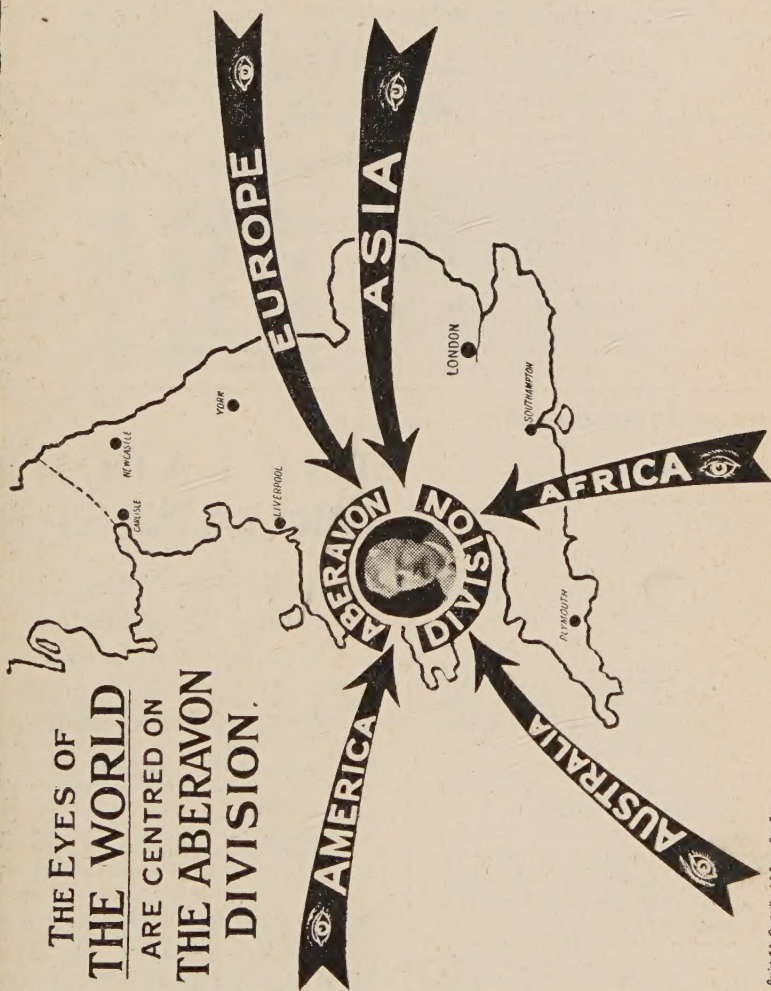 THE EYES OF
THE WORLD
ARE CENTRED ON
THE ABERAVON
DIVISION.
EUROPE
ASIA
AFRICA
AUSTRALIA
AMERICA
ABERAVON
DIVISION
NEWCASTLE
CARLISLE
YORK
LIVERPOOL
LONDON
SOUTHAMPTON
PLYMOUTH